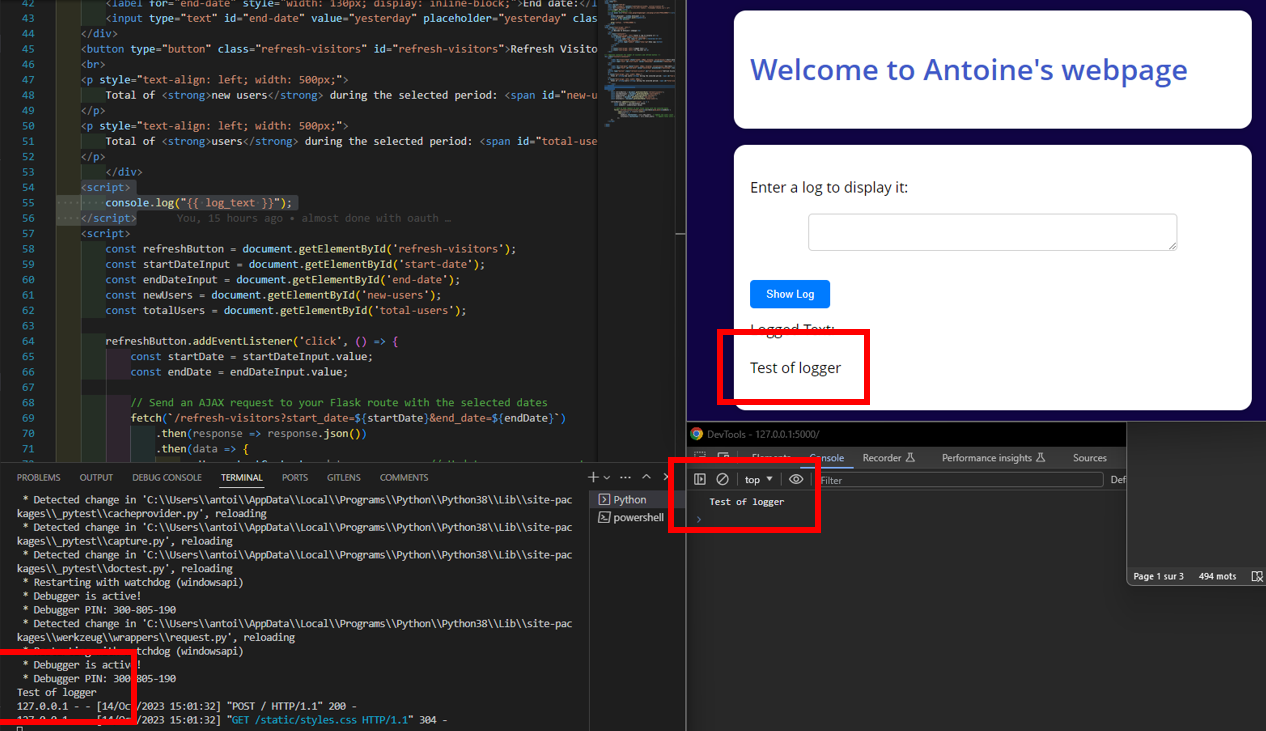 42 <label for="end-date" style="width: 130px; display: inline-block;">End date:</l
43 <input type="text" id="end-date" value="yesterday" placeholder="yesterday" clas
44 </div>
45 <button type="button" class="refresh-visitors" id="refresh-visitors">Refresh Visito
46 <br>
47 <p style="text-align: left; width: 500px;">
48 Total of <strong>new users</strong> during the selected period: <span id="new-u
49 </p>
50 <p style="text-align: left; width: 500px;">
51 Total of <strong>users</strong> during the selected period: <span id="total-use
52 </p>
53 </div>
54 <script>
55 console.log("{{ log_text }}");
56 </script> You, 15 hours ago • almost done with oauth …
57 <script>
58 const refreshButton = document.getElementById('refresh-visitors');
59 const startDateInput = document.getElementById('start-date');
60 const endDateInput = document.getElementById('end-date');
61 const newUsers = document.getElementById('new-users');
62 const totalUsers = document.getElementById('total-users');
63
64 refreshButton.addEventListener('click', () => {
65 const startDate = startDateInput.value;
66 const endDate = endDateInput.value;
67
68 // Send an AJAX request to your Flask route with the selected dates
69 fetch(`/refresh-visitors?start_date=${startDate}&end_date=${endDate}`)
70 .then(response => response.json())
71 .then(data => {
PROBLEMS OUTPUT DEBUG CONSOLE TERMINAL PORTS GITLENS COMMENTS
Python
powershell
* Detected change in 'C:\\Users\\antoi\\AppData\\Local\\Programs\\Python\\Python38\\Lib\\site-pac
kages\\_pytest\\cacheprovider.py', reloading
* Detected change in 'C:\\Users\\antoi\\AppData\\Local\\Programs\\Python\\Python38\\Lib\\site-pac
kages\\_pytest\\capture.py', reloading
* Detected change in 'C:\\Users\\antoi\\AppData\\Local\\Programs\\Python\\Python38\\Lib\\site-pac
kages\\_pytest\\doctest.py', reloading
* Restarting with watchdog (windowsapi)
* Debugger is active!
* Debugger PIN: 300-805-190
* Detected change in 'C:\\Users\\antoi\\AppData\\Local\\Programs\\Python\\Python38\\Lib\\site-pac
kages\\werkzeug\\wrappers\\request.py', reloading
* Restarting with watchdog (windowsapi)
* Debugger is active!
* Debugger PIN: 300-805-190
Test of logger
127.0.0.1 - - [14/Oct/2023 15:01:32] "POST / HTTP/1.1" 200 -
127.0.0.1 - - [14/Oct/2023 15:01:32] "GET /static/styles.css HTTP/1.1" 304 -
Welcome to Antoine's webpage
Enter a log to display it:
Show Log
Logged Text:
Test of logger
DevTools - 127.0.0.1:5000/
Elements Console Recorder Performance insights Sources
top Filter Def
Test of logger
Page 1 sur 3 494 mots